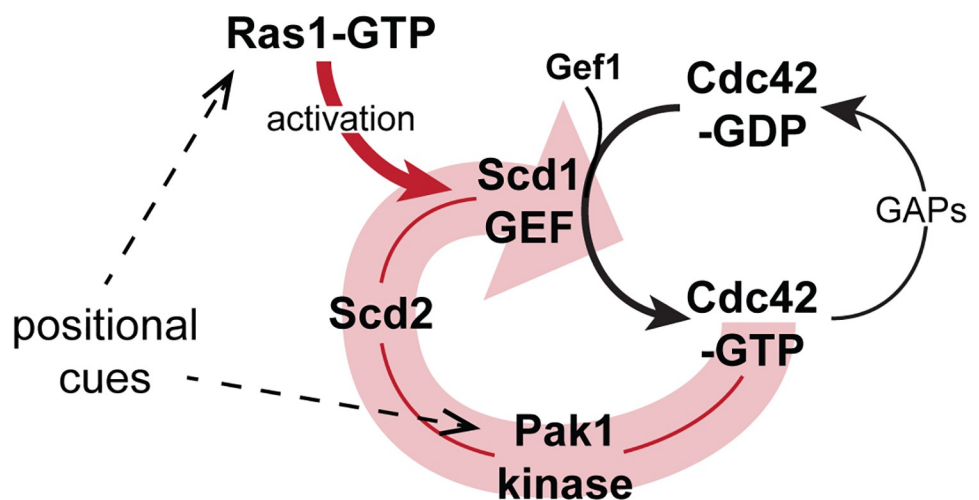 Ras1-GTP
activation
Gef1
Cdc42
-GDP
Scd1
GEF
GAPs
Scd2
Cdc42
-GTP
positional
cues
Pak1
kinase